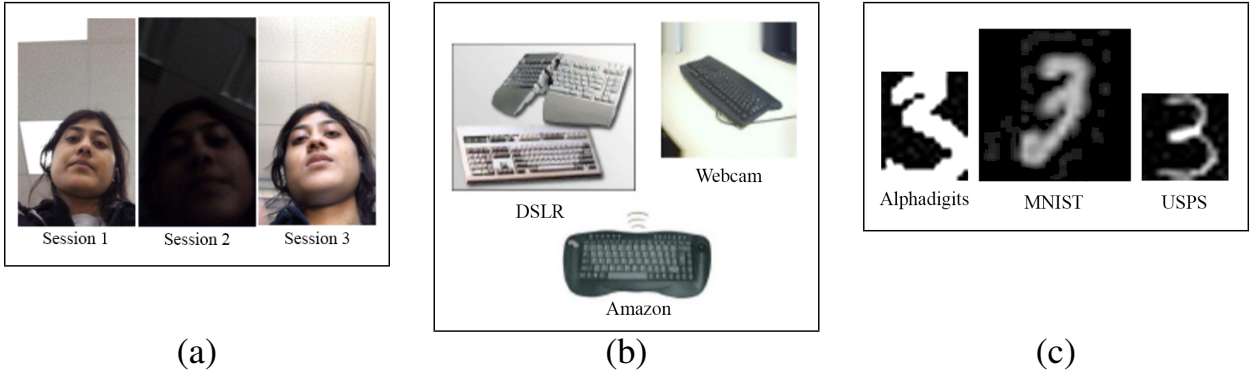 Session 1
Session 2
Session 3
(a)
DSLR
Webcam
Amazon
(b)
Alphadigits
MNIST
USPS
(c)